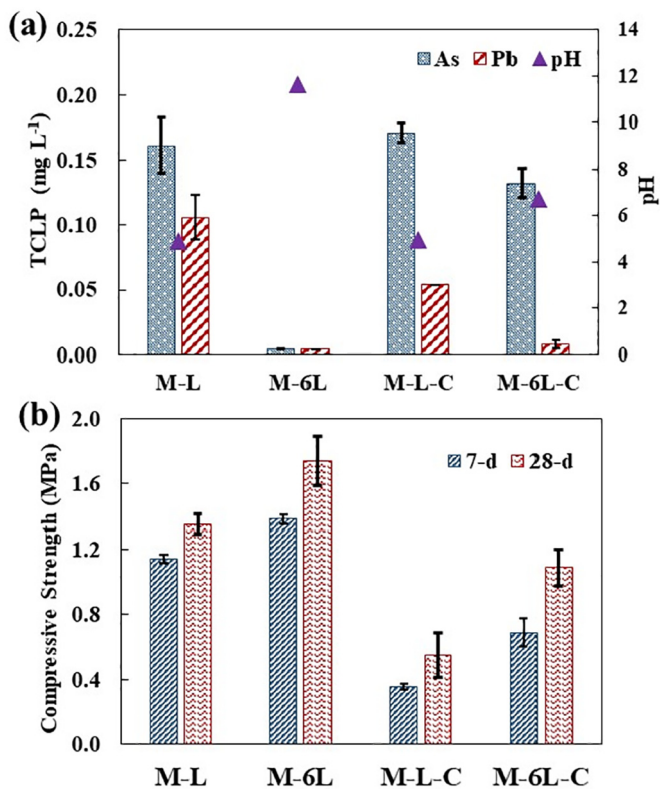 (a)
0.25
0.20
0.15
0.10
0.05
0.00
TCLP (mg L⁻¹)
As Pb pH
14
12
10
8
6
4
2
0
pH
M-L M-6L M-L-C M-6L-C
(b)
2.0
1.6
1.2
0.8
0.4
0.0
Compressive Strength (MPa)
7-d 28-d
M-L M-6L M-L-C M-6L-C